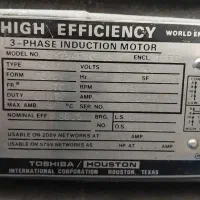 HIGH EFFICIENCY WORLD EN
3-PHASE INDUCTION MOTOR
MODEL NO. ENCL.
TYPE VOLTS
FORM Hz SF
FR# RPM
DUTY AMP.
MAX. AMB. °C SER. NO.
NOMINAL EFF BRG. L.S.
NO O.S.
USABLE ON 208V NETWORKS AT AMP.
USABLE ON 575V NETWORKS AT HP. AT AMP.
TOSHIBA / HOUSTON
INTERNATIONAL CORPORATION HOUSTON, TEXAS